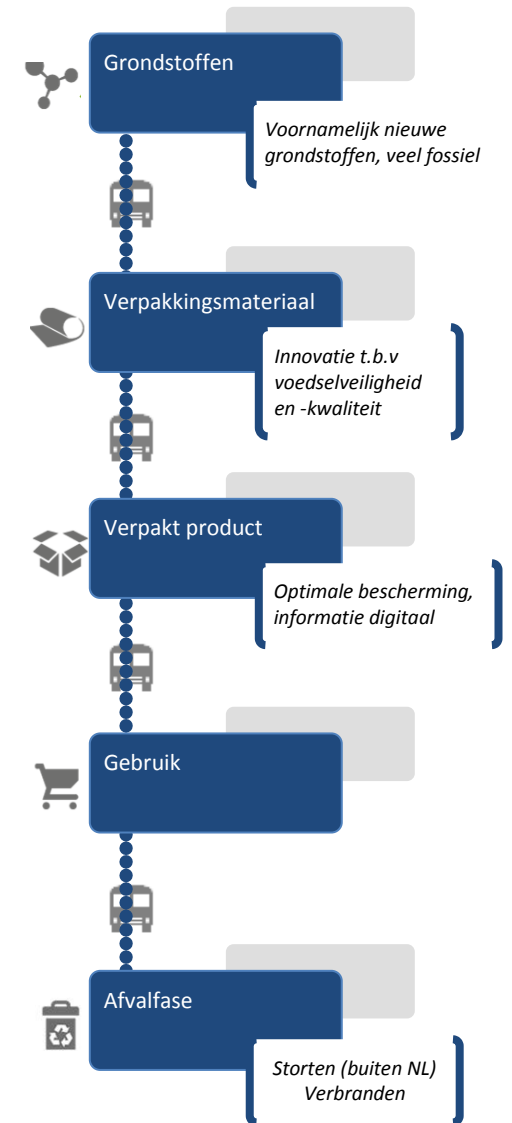 Grondstoffen
Voornamelijk nieuwe
grondstoffen, veel fossiel
Verpakkingsmateriaal
Innovatie t.b.v
voedselveiligheid
en -kwaliteit
Verpakt product
Optimale bescherming,
informatie digitaal
Gebruik
Afvalfase
Storten (buiten NL)
Verbranden